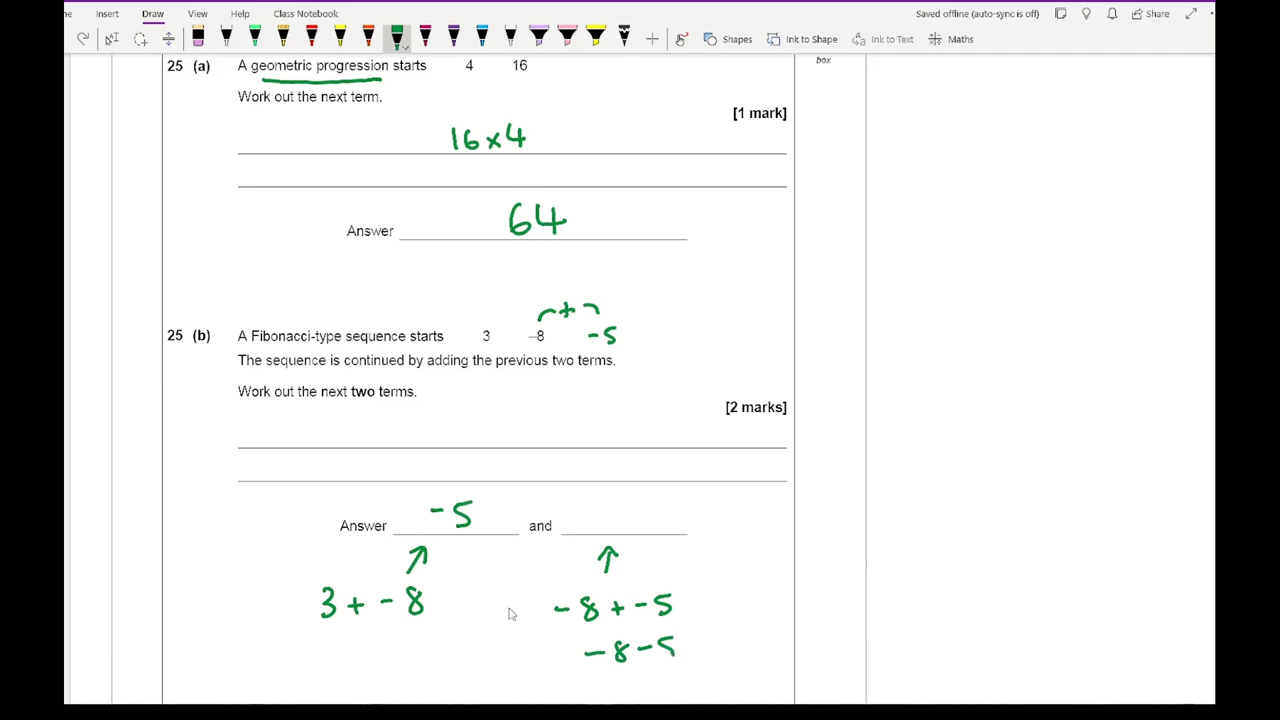 me Insert Draw View Help Class Notebook Saved offline (auto-sync is off) Share
Shapes Ink to Shape Ink to Text Maths
box
25 (a) A geometric progression starts 4 16
Work out the next term.
[1 mark]
16 x 4
Answer 64
+
25 (b) A Fibonacci-type sequence starts 3 –8 -5
The sequence is continued by adding the previous two terms.
Work out the next two terms.
[2 marks]
Answer -5 and
3 + - 8 - 8 + - 5
- 8 - 5